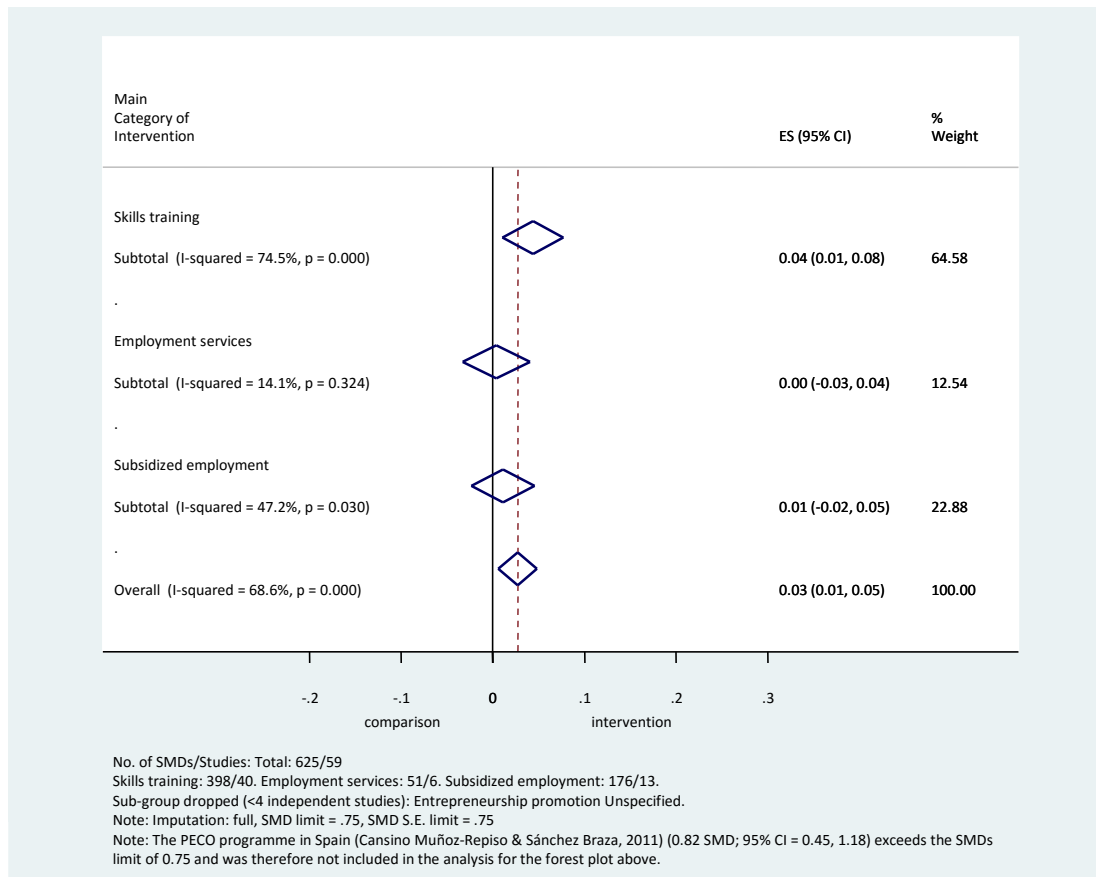 Main
Category of
Intervention
ES (95% CI)
%
Weight
Skills training
Subtotal (I-squared = 74.5%, p = 0.000)
0.04 (0.01, 0.08)
64.58
.
Employment services
Subtotal (I-squared = 14.1%, p = 0.324)
0.00 (-0.03, 0.04)
12.54
.
Subsidized employment
Subtotal (I-squared = 47.2%, p = 0.030)
0.01 (-0.02, 0.05)
22.88
.
Overall (I-squared = 68.6%, p = 0.000)
0.03 (0.01, 0.05)
100.00
-.2 -.1 0 .1 .2 .3
comparison intervention
No. of SMDs/Studies: Total: 625/59
Skills training: 398/40. Employment services: 51/6. Subsidized employment: 176/13.
Sub-group dropped (<4 independent studies): Entrepreneurship promotion Unspecified.
Note: Imputation: full, SMD limit = .75, SMD S.E. limit = .75
Note: The PECO programme in Spain (Cansino Muñoz-Repiso & Sánchez Braza, 2011) (0.82 SMD; 95% CI = 0.45, 1.18) exceeds the SMDs
limit of 0.75 and was therefore not included in the analysis for the forest plot above.